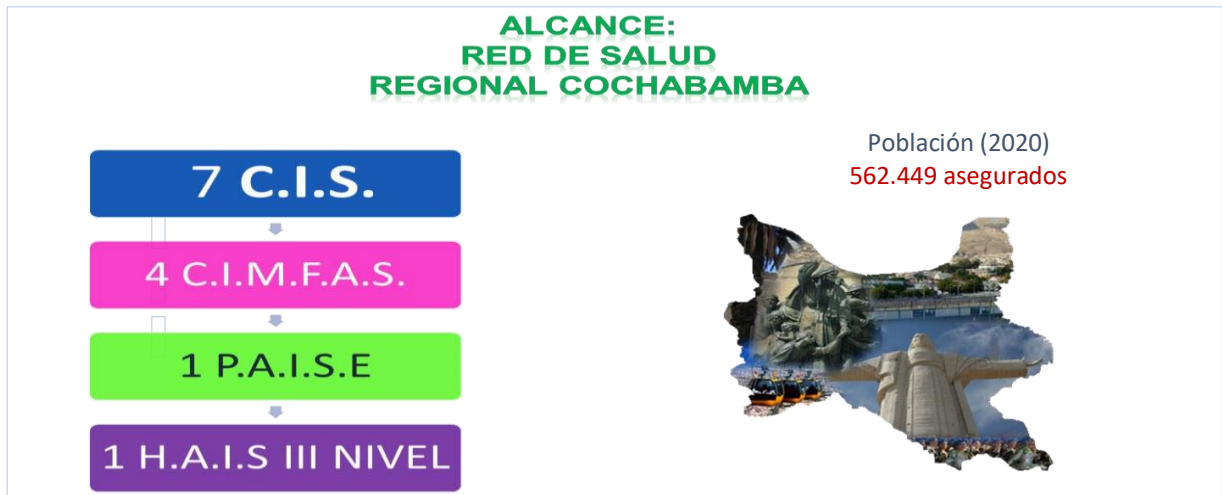 ALCANCE:
RED DE SALUD
REGIONAL COCHABAMBA
7 C.I.S.
4 C.I.M.F.A.S.
1 P.A.I.S.E
1 H.A.I.S III NIVEL
Población (2020)
562.449 asegurados